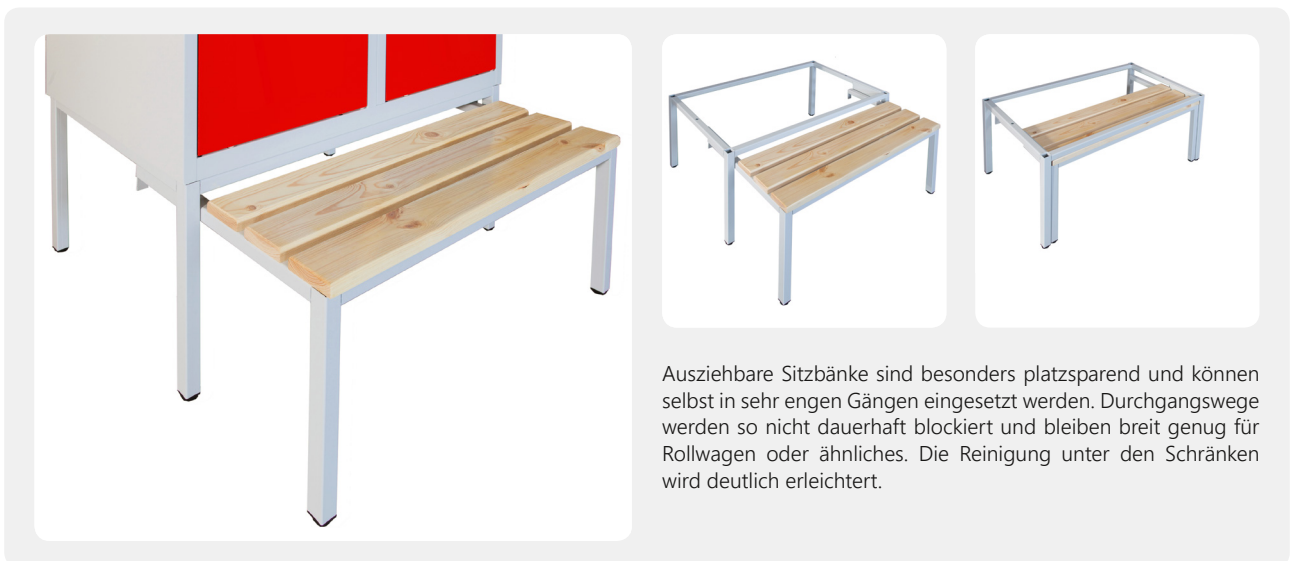 Ausziehbare Sitzbänke sind besonders platzsparend und können
selbst in sehr engen Gängen eingesetzt werden. Durchgangswege
werden so nicht dauerhaft blockiert und bleiben breit genug für
Rollwagen oder ähnliches. Die Reinigung unter den Schränken
wird deutlich erleichtert.